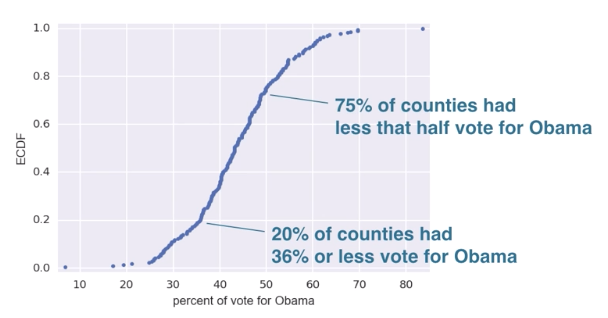 1.0
0.8
75% of counties had
less that half vote for Obama
0.6
ECDF
0.4
0.2
20% of counties had
36% or less vote for Obama
0.0
10 20 30 40 50 60 70 80
percent of vote for Obama